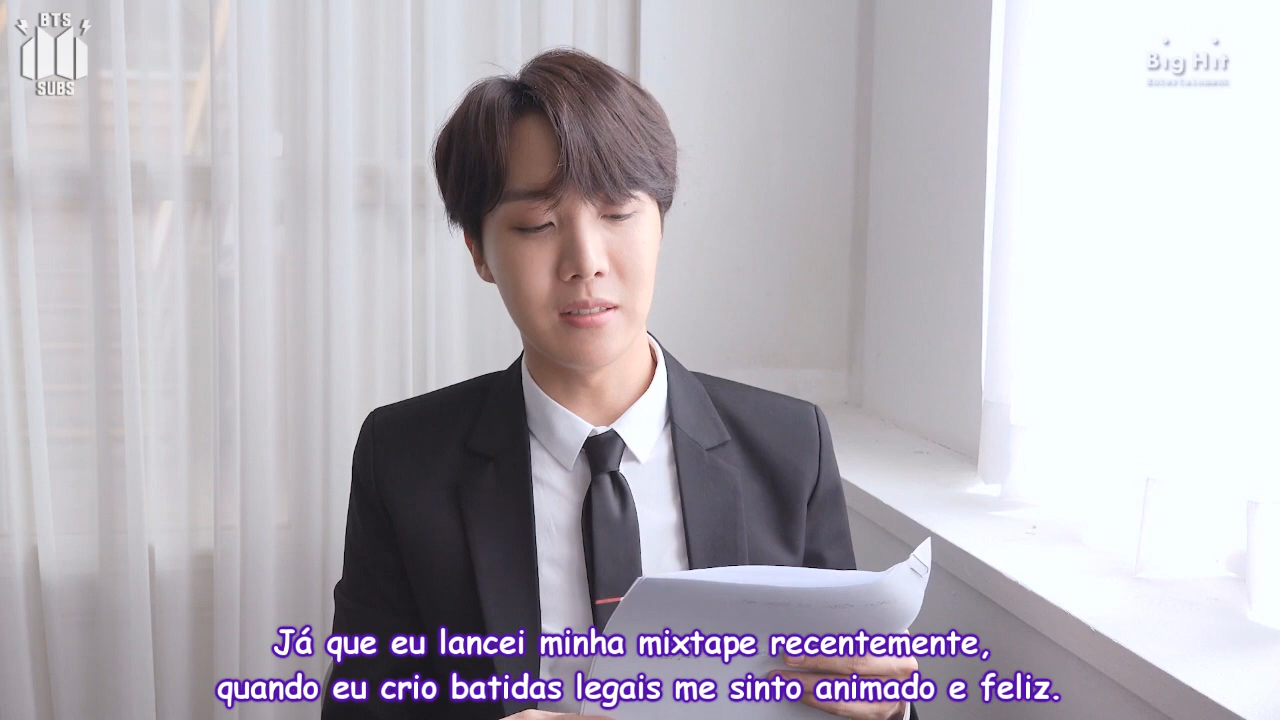 BTS
SUBS
Big Hit
Entertainment
Já que eu lancei minha mixtape recentemente,
quando eu crio batidas legais me sinto animado e feliz.